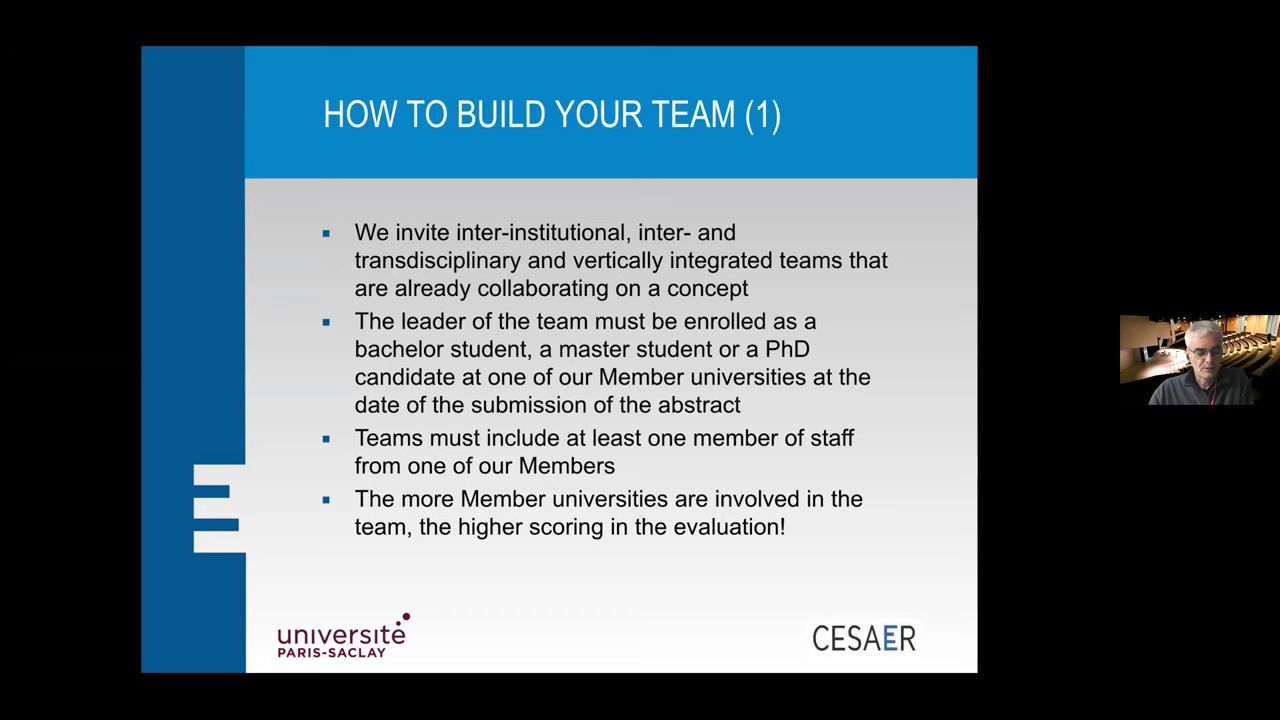 HOW TO BUILD YOUR TEAM (1)
We invite inter-institutional, inter- and
transdisciplinary and vertically integrated teams that
are already collaborating on a concept
The leader of the team must be enrolled as a
bachelor student, a master student or a PhD
candidate at one of our Member universities at the
date of the submission of the abstract
Teams must include at least one member of staff
from one of our Members
The more Member universities are involved in the
team, the higher scoring in the evaluation!
université
PARIS-SACLAY
CESAER